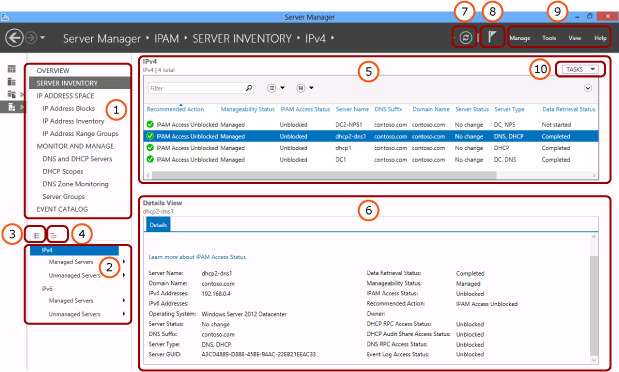 Server Manager
7
8
9
Server Manager • IPAM • SERVER INVENTORY • IPv4 •
Manage Tools View Help
OVERVIEW
SERVER INVENTORY
IP ADDRESS SPACE
IP Address Blocks
IP Address Inventory
IP Address Range Groups
MONITOR AND MANAGE
DNS and DHCP Servers
DHCP Scopes
DNS Zone Monitoring
Server Groups
EVENT CATALOG
1
3
4
IPv4
Managed Servers
Unmanaged Servers
IPv6
Managed Servers
Unmanaged Servers
2
IPv4
IPv4 | 4 total
5
10
TASKS
Filter
Recommended Action Manageability Status IPAM Access Status Server Name DNS Suffix Domain Name Server Status Server Type Data Retrieval Status
IPAM Access Unblocked Managed Unblocked DC2-NPS1 contoso.com contoso.com No change DC, NPS Not started
IPAM Access Unblocked Managed Unblocked dhcp2-dns1 contoso.com contoso.com No change DNS, DHCP Completed
IPAM Access Unblocked Managed Unblocked dhcp1 contoso.com contoso.com No change DHCP Completed
IPAM Access Unblocked Managed Unblocked DC1 contoso.com contoso.com No change DC, DNS Completed
Details View
dhcp2-dns1
6
Details
Learn more about IPAM Access Status
Server Name: dhcp2-dns1 Data Retrieval Status: Completed
Domain Name: contoso.com Manageability Status: Managed
IPv4 Addresses: 192.168.0.4 IPAM Access Status: Unblocked
IPv6 Addresses: Recommended Action: IPAM Access Unblocked
Operating System: Windows Server 2012 Datacenter Owner:
Server Status: No change DHCP RPC Access Status: Unblocked
DNS Suffix: contoso.com DHCP Audit Share Access Status: Unblocked
Server Type: DNS, DHCP DNS RPC Access Status: Unblocked
Server GUID: A3CD4889-D888-45BE-94AC-22EB21EEAC33 Event Log Access Status: Unblocked